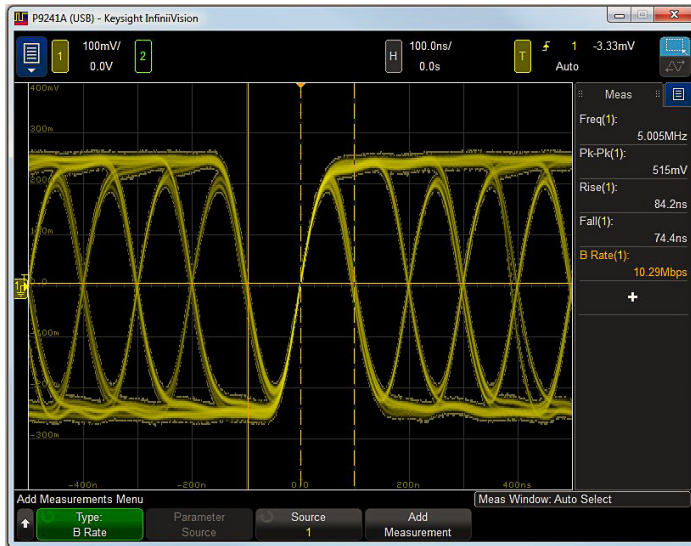 P9241A (USB) - Keysight InfiniiVision
1 100mV/ 0.0V 2 H 100.0ns/ 0.0s T 1 -3.33mV Auto
400mV
300m
200m
100m
0.0
-100m
-200m
-300m
-400n -200n 0.0 200n 400ns
Meas
Freq(1):
5.005MHz
Pk-Pk(1):
515mV
Rise(1):
84.2ns
Fall(1):
74.4ns
B Rate(1):
10.29Mbps
+
Add Measurements Menu
Meas Window: Auto Select
Type:
B Rate
Parameter
Source
Source
1
Add
Measurement